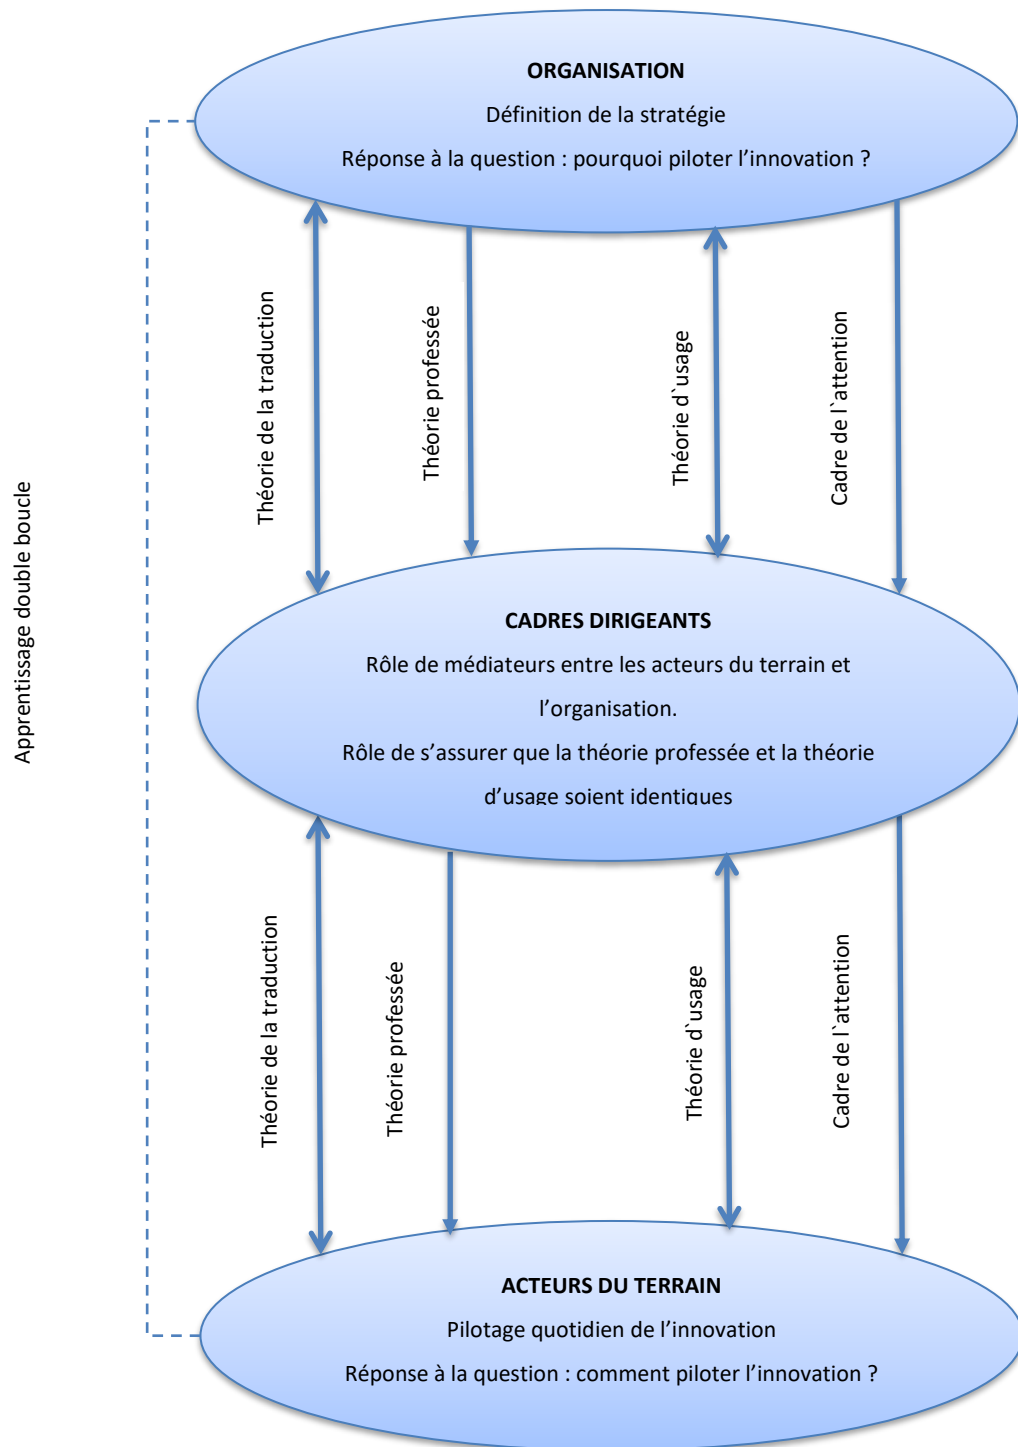 ORGANISATION
Définition de la stratégie
Réponse à la question : pourquoi piloter l’innovation ?
Théorie de la traduction
Théorie professée
Théorie d`usage
Cadre de l`attention
Apprentissage double boucle
CADRES DIRIGEANTS
Rôle de médiateurs entre les acteurs du terrain et
l’organisation.
Rôle de s’assurer que la théorie professée et la théorie
d’usage soient identiques
Théorie de la traduction
Théorie professée
Théorie d`usage
Cadre de l`attention
ACTEURS DU TERRAIN
Pilotage quotidien de l’innovation
Réponse à la question : comment piloter l’innovation ?